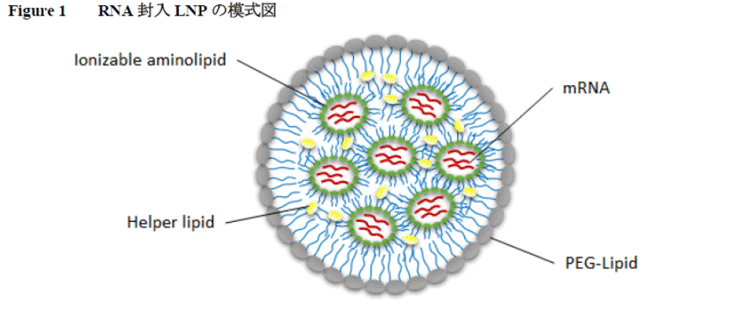 Figure 1 RNA 封入 LNP の模式図
Ionizable aminolipid
mRNA
Helper lipid
PEG-Lipid